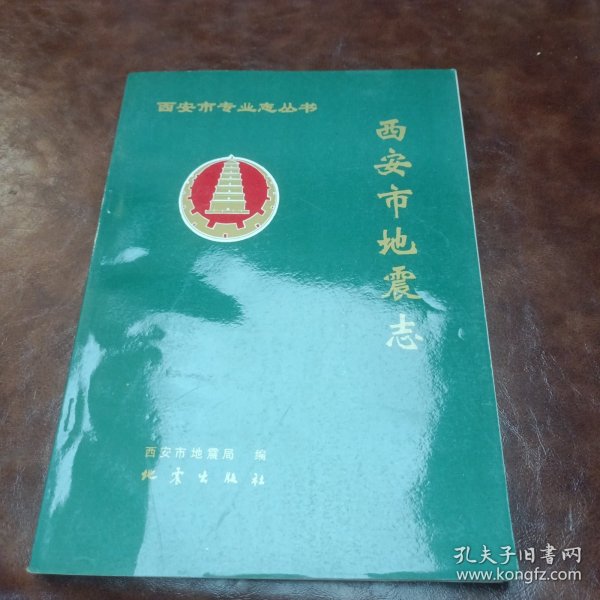 西安市专业志丛书
西安市地震志
西安市地震局 编
地震出版社
孔夫子旧书网
www.kongfz.com